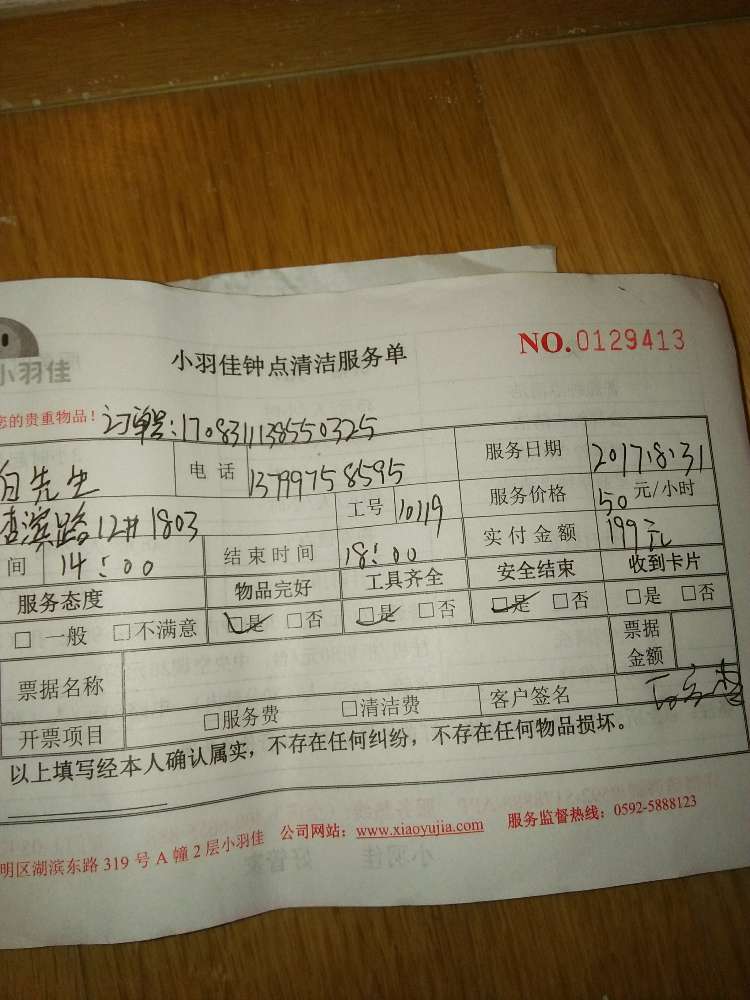 小羽佳
小羽佳钟点清洁服务单 NO.0129413
您的贵重物品! 订单号:170831138550325
白先生 电话 13799758595 服务日期 2017.8.31
杏滨路12#1803 工号 10119 服务价格 50元/小时
间 14:00 结束时间 18:00 实付金额 199元
服务态度 物品完好 工具齐全 安全结束 收到卡片
□ 一般 □不满意 □是 □否 □是 □否 □是 □否 □是 □否
票据名称 票据金额
开票项目 □服务费 □清洁费 客户签名
以上填写经本人确认属实,不存在任何纠纷,不存在任何物品损坏。
明区湖滨东路319号A幢2层小羽佳 公司网站:www.xiaoyujia.com 服务监督热线:0592-5888123